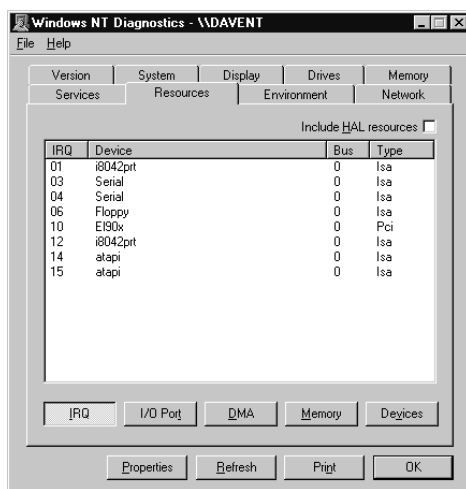 Windows NT Diagnostics - \\DAVENT
File Help
Version System Display Drives Memory
Services Resources Environment Network
Include HAL resources
IRQ Device Bus Type
01 i8042prt 0 Isa
03 Serial 0 Isa
04 Serial 0 Isa
06 Floppy 0 Isa
10 El90x 0 Pci
12 i8042prt 0 Isa
14 atapi 0 Isa
15 atapi 0 Isa
IRQ I/O Port DMA Memory Devices
Properties Refresh Print OK